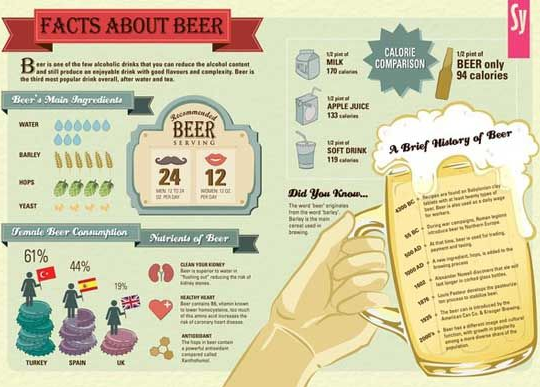 FACTS ABOUT BEER
Sy
Beer is one of the few alcoholic drinks that you can reduce the alcohol content
and still produce an enjoyable drink with good flavours and complexity. Beer is
the third most popular drink overall, after water and tea.
Beer's Main Ingredients
WATER
BARLEY
HOPS
YEAST
Recommended
BEER
SERVING
24
MEN: 12 TO 24
OZ. PER DAY
12
WOMEN: 12 OZ.
PER DAY
1/2 pint of
MILK
170 calories
1/2 pint of
APPLE JUICE
133 calories
1/2 pint of
SOFT DRINK
119 calories
CALORIE
COMPARISON
1/2 pint of
BEER only
94 calories
Female Beer Consumption
61%
TURKEY
44%
SPAIN
19%
UK
Nutrients of Beer
CLEAN YOUR KIDNEY
Beer is superior to water in
"flushing out" reducing the risk of
kidney stones.
HEALTHY HEART
Beer contains B6, vitamin known
to lower homocysteine, too much
of this amino acid increases the
risk of coronary heart disease.
ANTIOXIDANT
The hops in beer contain
a powerful antioxidant
compound called
Xanthohumol.
Did You Know...
The word 'beer' originates
from the word 'barley'.
Barley is the main
cereal used in
brewing.
A Brief History of Beer
4300 BC
Recipes are found on Babylonian clay
tablets with at least twenty types of
beer. Beer is also used as a daily wage
for workers.
55 BC
During war campaigns, Roman legions
introduce beer to Northern Europe.
500 AD
At that time, beer is used for trading,
payment and taxing.
1000 AD
A new ingredient, hops, is added to the
brewing process
Alexander Nowell discovers that ale will
last longer in corked glass bottles.
1876
Louis Pasteur develops the pasteurization
process to stabilise beer.
1935
The beer can is introduced by the
American Can Co. & Krueger Brewing.
2000's
Beer has a different image and cultural
function, with growth in popularity
among a more diverse share of the
population.